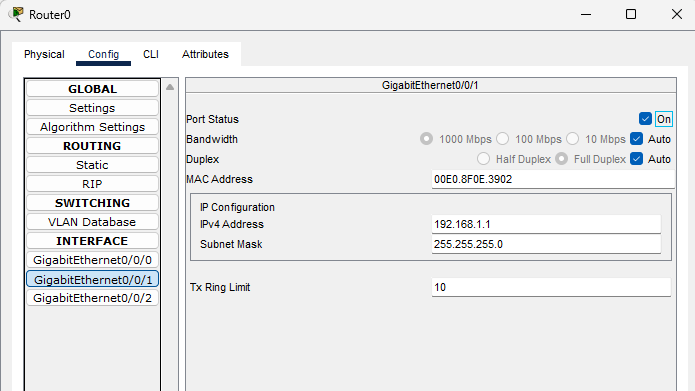 Router0
Physical Config CLI Attributes
GLOBAL
Settings
Algorithm Settings
ROUTING
Static
RIP
SWITCHING
VLAN Database
INTERFACE
GigabitEthernet0/0/0
GigabitEthernet0/0/1
GigabitEthernet0/0/2
GigabitEthernet0/0/1
Port Status On
Bandwidth 1000 Mbps 100 Mbps 10 Mbps Auto
Duplex Half Duplex Full Duplex Auto
MAC Address 00E0.8F0E.3902
IP Configuration
IPv4 Address 192.168.1.1
Subnet Mask 255.255.255.0
Tx Ring Limit 10